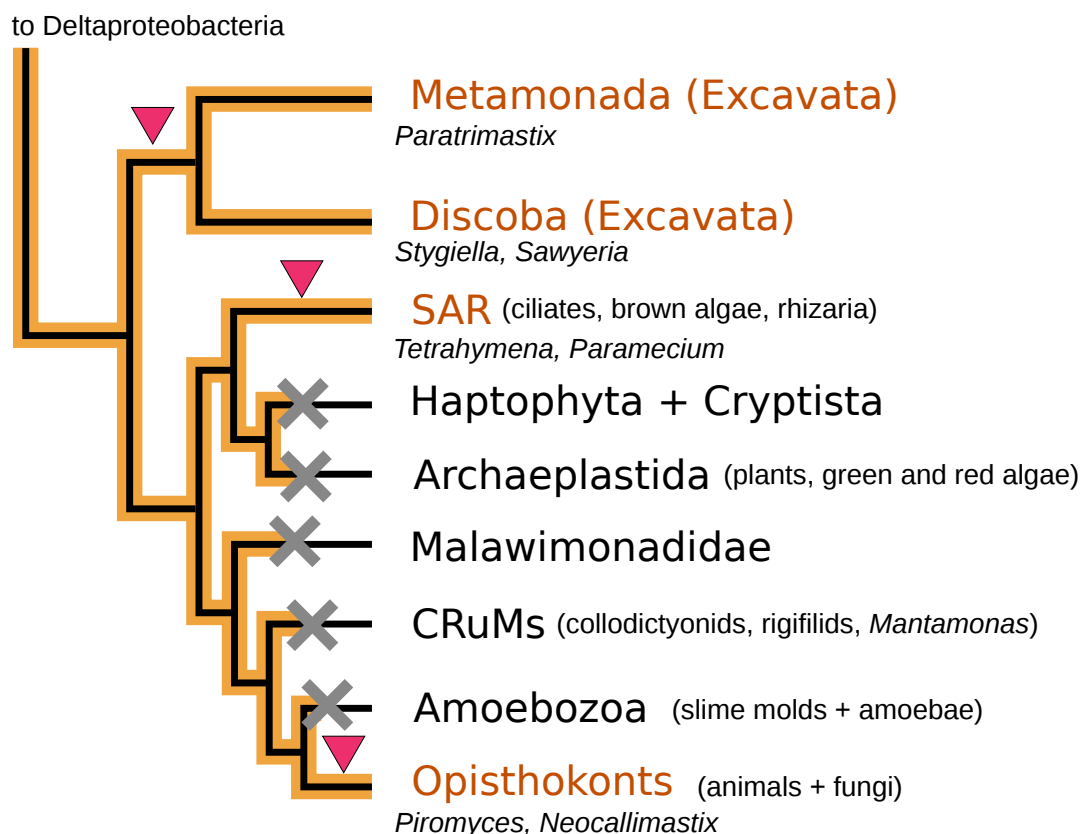 to Deltaproteobacteria
Metamonada (Excavata)
Paratrimastix
Discoba (Excavata)
Stygiella, Sawyeria
SAR (ciliates, brown algae, rhizaria)
Tetrahymena, Paramecium
Haptophyta + Cryptista
Archaeplastida (plants, green and red algae)
Malawimonadidae
CRuMs (collodictyonids, rigifilids, Mantamonas)
Amoebozoa (slime molds + amoebae)
Opisthokonts (animals + fungi)
Piromyces, Neocallimastix